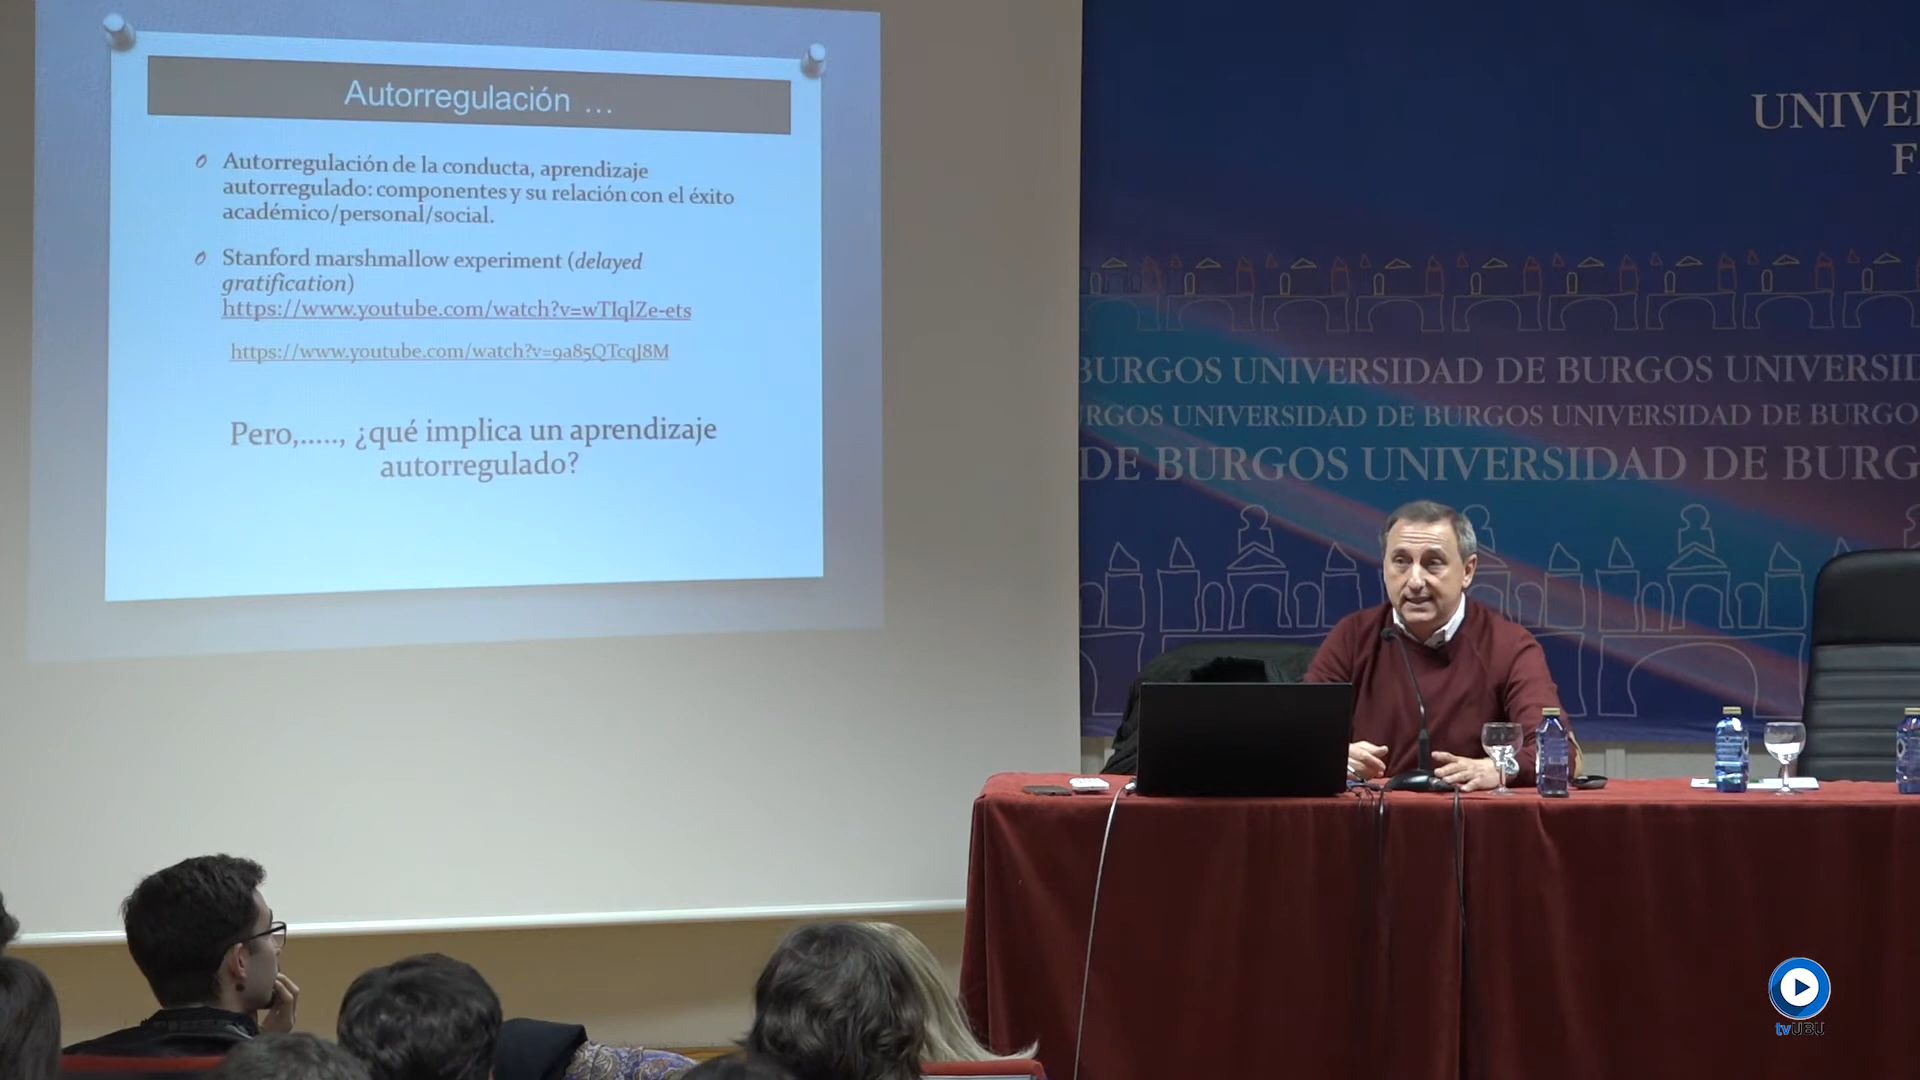 Autorregulación ...
Autorregulación de la conducta, aprendizaje
autorregulado: componentes y su relación con el éxito
académico/personal/social.
Stanford marshmallow experiment (delayed
gratification)
https://www.youtube.com/watch?v=wTIqlZe-ets
https://www.youtube.com/watch?v=9a85QTcqJ8M
Pero,....., ¿qué implica un aprendizaje
autorregulado?
UNIVE
F
BURGOS UNIVERSIDAD DE BURGOS UNIVERSID
RGOS UNIVERSIDAD DE BURGOS UNIVERSIDAD DE BURGO
DE BURGOS UNIVERSIDAD DE BURG
tvUBU